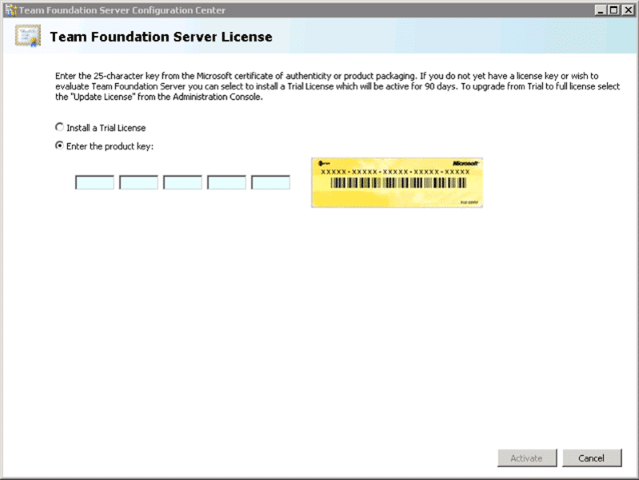 Team Foundation Server Configuration Center
Team Foundation Server License
Enter the 25-character key from the Microsoft certificate of authenticity or product packaging. If you do not yet have a license key or wish to
evaluate Team Foundation Server you can select to install a Trial License which will be active for 90 days. To upgrade from Trial to full license select
the "Update License" from the Administration Console.
Install a Trial License
Enter the product key:
Microsoft
XXXXX-XXXXX-XXXXX-XXXXX-XXXXX
Activate
Cancel